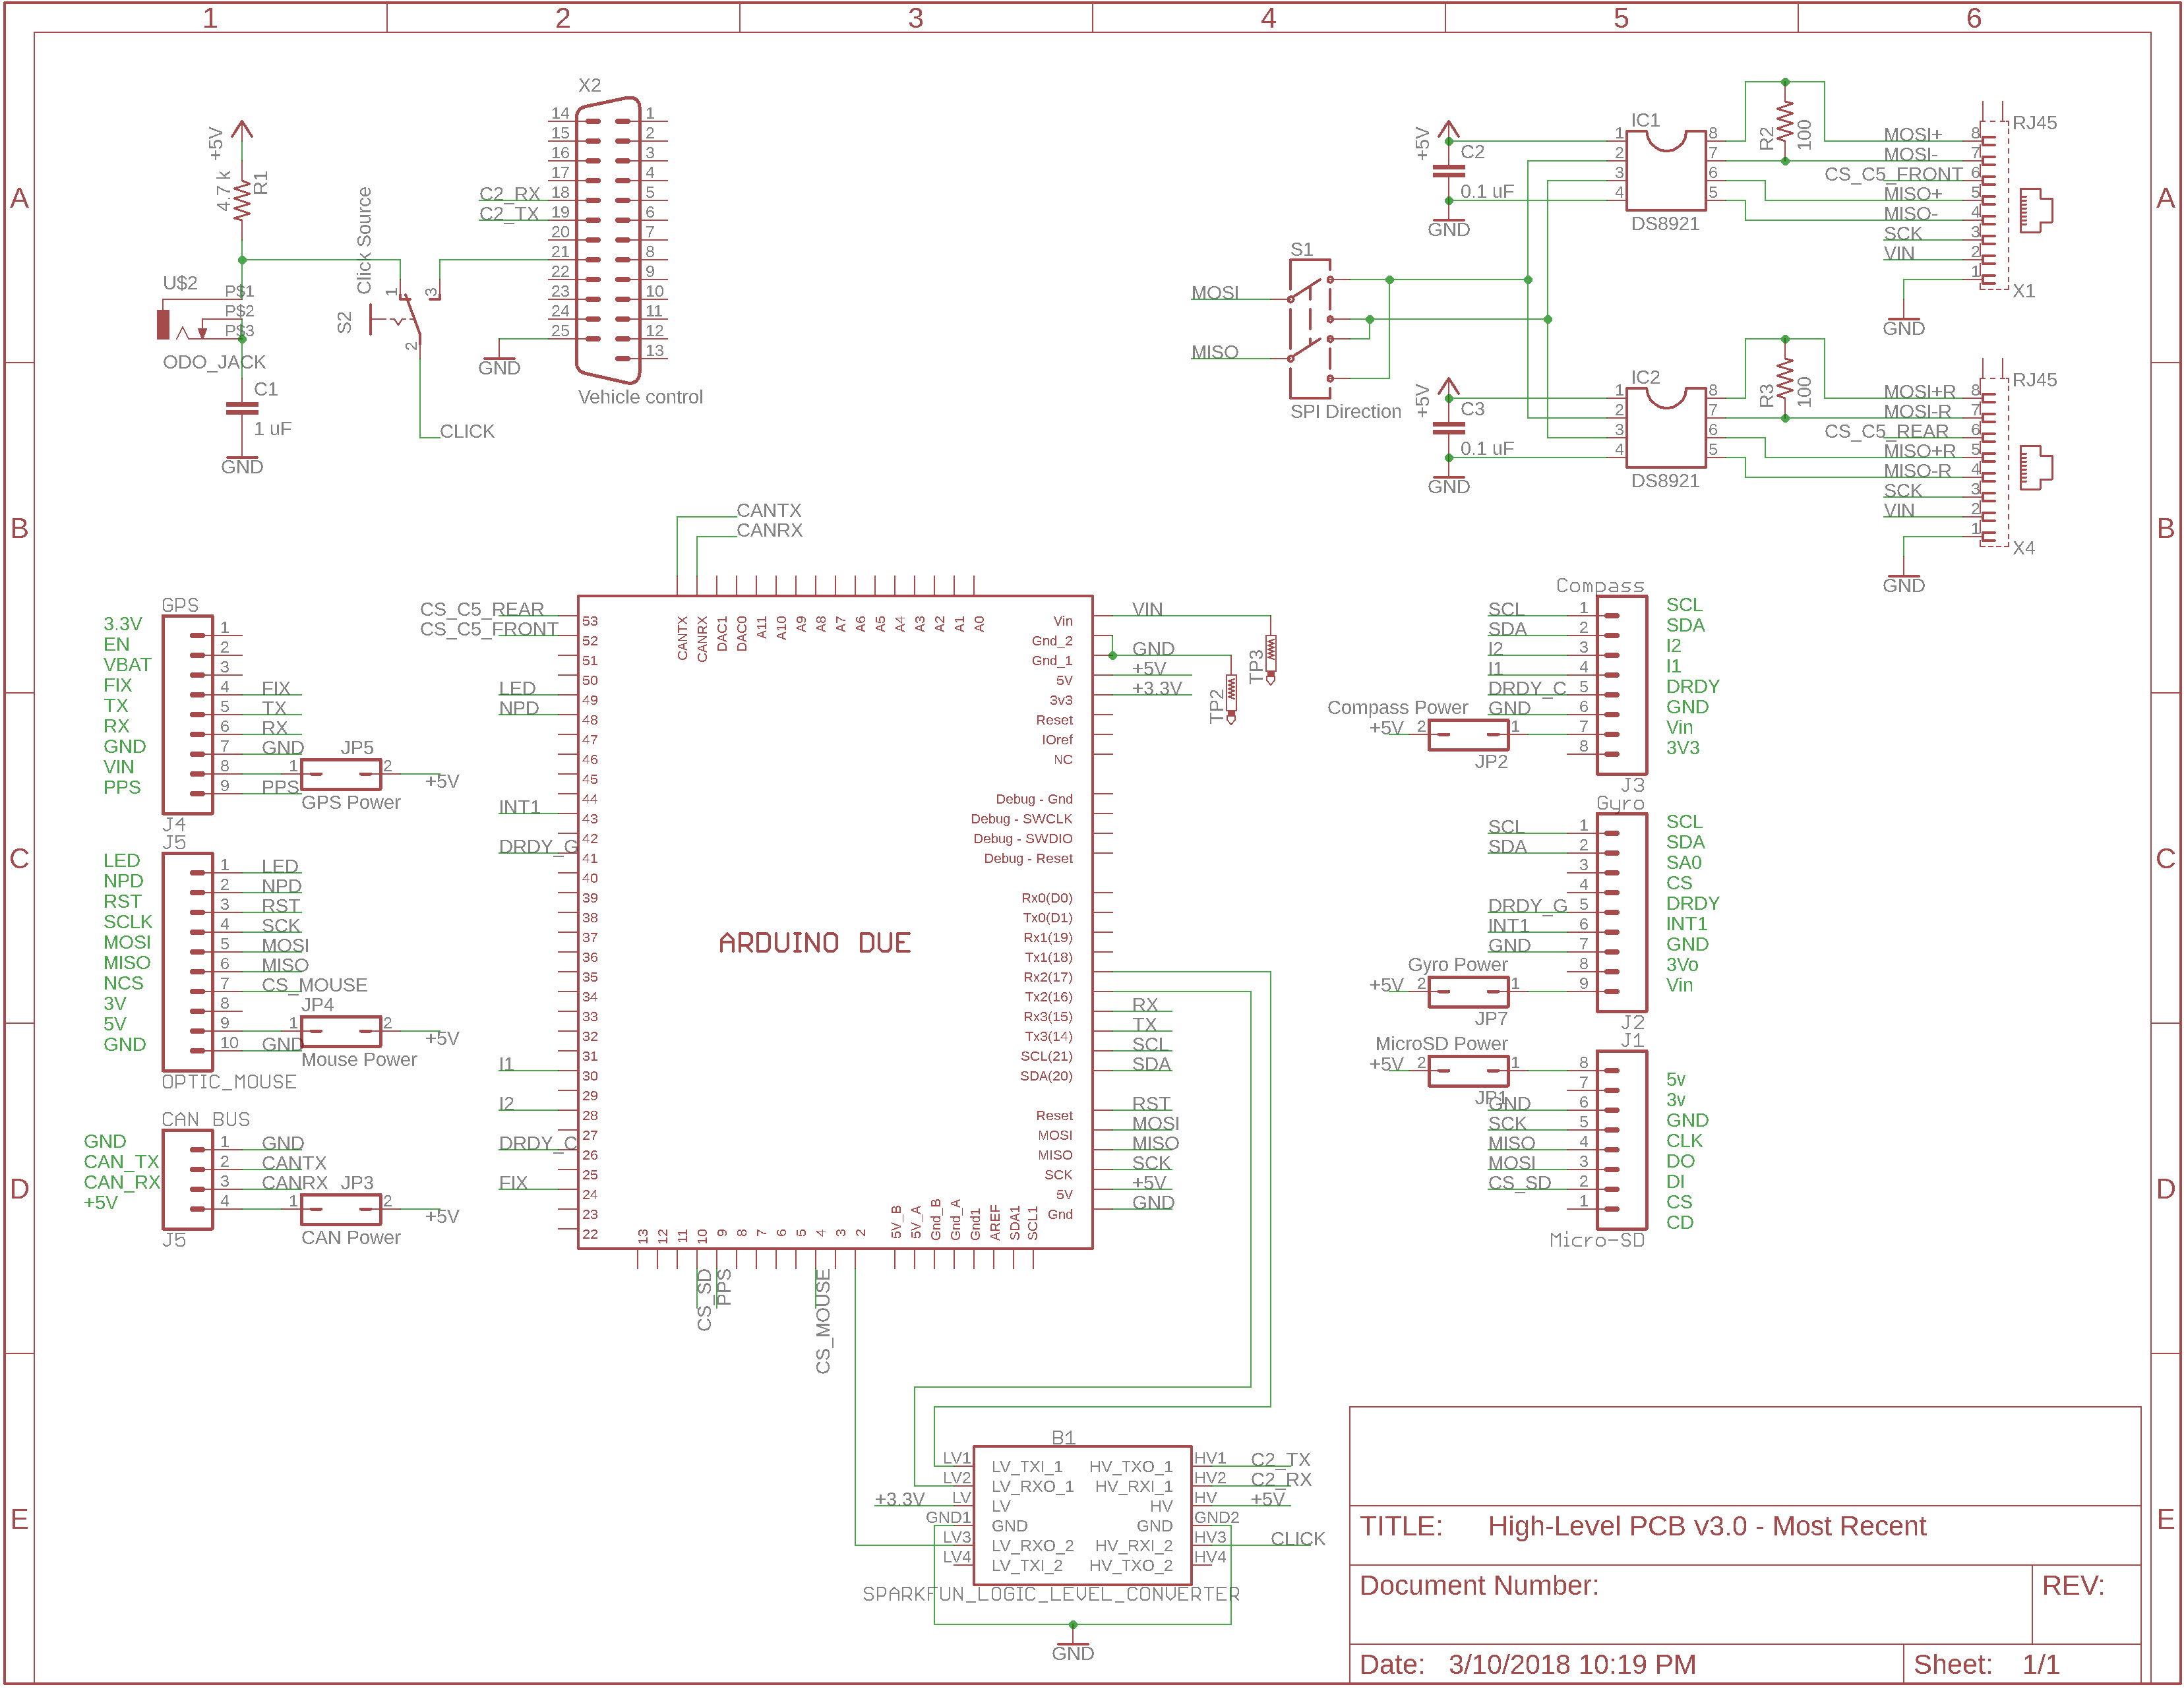 1 2 3 4 5 6
A A
B B
C C
D D
E E
+5V
4.7 k
R1
U$2
P$1
P$2
P$3
ODO_JACK
C1
1 uF
GND
Click Source
S2
1
3
2
CLICK
X2
14 1
15 2
16 3
17 4
C2_RX 18 5
C2_TX 19 6
20 7
21 8
22 9
23 10
24 11
25 12
13
GND
Vehicle control
S1
MOSI
MISO
SPI Direction
+5V
C2
0.1 uF
GND
IC1
1 8
2 7
3 6
4 5
DS8921
R2
100
RJ45
MOSI+ 8
MOSI- 7
CS_C5_FRONT 6
MISO+ 5
MISO- 4
SCK 3
VIN 2
1
X1
GND
+5V
C3
0.1 uF
GND
IC2
1 8
2 7
3 6
4 5
DS8921
R3
100
RJ45
MOSI+R 8
MOSI-R 7
CS_C5_REAR 6
MISO+R 5
MISO-R 4
SCK 3
VIN 2
1
X4
GND
GPS
3.3V 1
EN 2
VBAT 3
FIX 4 FIX
TX 5 TX
RX 6 RX
GND 7 GND
VIN 8
PPS 9 PPS
JP5
1 2
+5V
GPS Power
J4
J5
LED 1 LED
NPD 2 NPD
RST 3 RST
SCLK 4 SCK
MOSI 5 MOSI
MISO 6 MISO
NCS 7 CS_MOUSE
3V 8
5V 9
GND 10 GND
JP4
1 2
+5V
Mouse Power
OPTIC_MOUSE
CAN BUS
GND 1 GND
CAN_TX 2 CANTX
CAN_RX 3 CANRX
+5V 4
JP3
1 2
+5V
CAN Power
J5
CANTX
CANRX
CANTX CANRX DAC1 DAC0 A11 A10 A9 A8 A7 A6 A5 A4 A3 A2 A1 A0
CS_C5_REAR 53
CS_C5_FRONT 52
51
50
LED 49
NPD 48
47
46
45
44
INT1 43
42
DRDY_G 41
40
39
38
37
36
35
34
33
32
31
I1 30
29
I2 28
27
DRDY_C 26
25
FIX 24
23
22
ARDUINO DUE
Vin VIN
Gnd_2
Gnd_1 GND
5V +5V
3v3 +3.3V
Reset
IOref
NC
TP3
TP2
Debug - Gnd
Debug - SWCLK
Debug - SWDIO
Debug - Reset
Rx0(D0)
Tx0(D1)
Rx1(19)
Tx1(18)
Rx2(17)
Tx2(16)
Rx3(15) RX
Tx3(14) TX
SCL(21) SCL
SDA(20) SDA
Reset RST
MOSI MOSI
MISO MISO
SCK SCK
5V +5V
Gnd GND
13 12 11 10 9 8 7 6 5 4 3 2 5V_B 5V_A Gnd_B Gnd_A Gnd1 AREF SDA1 SCL1
CS_SD
PPS
CS_MOUSE
Compass
SCL 1 SCL
SDA 2 SDA
I2 3 I2
I1 4 I1
DRDY_C 5 DRDY
GND 6 GND
7 Vin
8 3V3
Compass Power
+5V 2 1
JP2
J3
Gyro
SCL 1 SCL
SDA 2 SDA
3 SA0
4 CS
DRDY_G 5 DRDY
INT1 6 INT1
GND 7 GND
8 3Vo
9 Vin
Gyro Power
+5V 2 1
JP7
J2
J1
MicroSD Power
+5V 2 1
JP1
8 5v
7 3v
GND 6 GND
SCK 5 CLK
MISO 4 DO
MOSI 3 DI
CS_SD 2 CS
1 CD
Micro-SD
B1
LV1 LV_TXI_1 HV_TXO_1 HV1 C2_TX
LV2 LV_RXO_1 HV_RXI_1 HV2 C2_RX
+3.3V LV LV HV HV +5V
GND1 GND GND GND2
LV3 LV_RXO_2 HV_RXI_2 HV3 CLICK
LV4 LV_TXI_2 HV_TXO_2 HV4
SPARKFUN_LOGIC_LEVEL_CONVERTER
GND
TITLE: High-Level PCB v3.0 - Most Recent
Document Number:
REV:
Date: 3/10/2018 10:19 PM
Sheet: 1/1
1 2 3 4 5 6